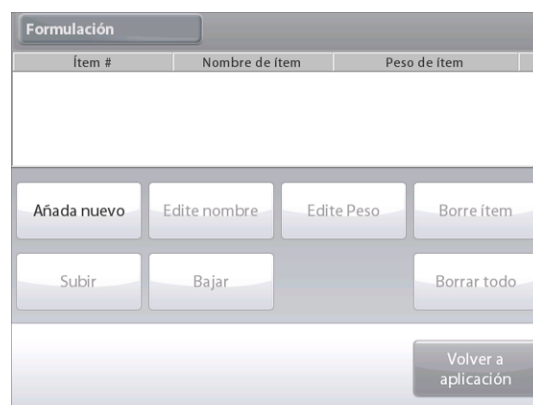 Formulación
Ítem # Nombre de ítem Peso de ítem
Añada nuevo Edite nombre Edite Peso Borre ítem
Subir Bajar Borrar todo
Volver a
aplicación